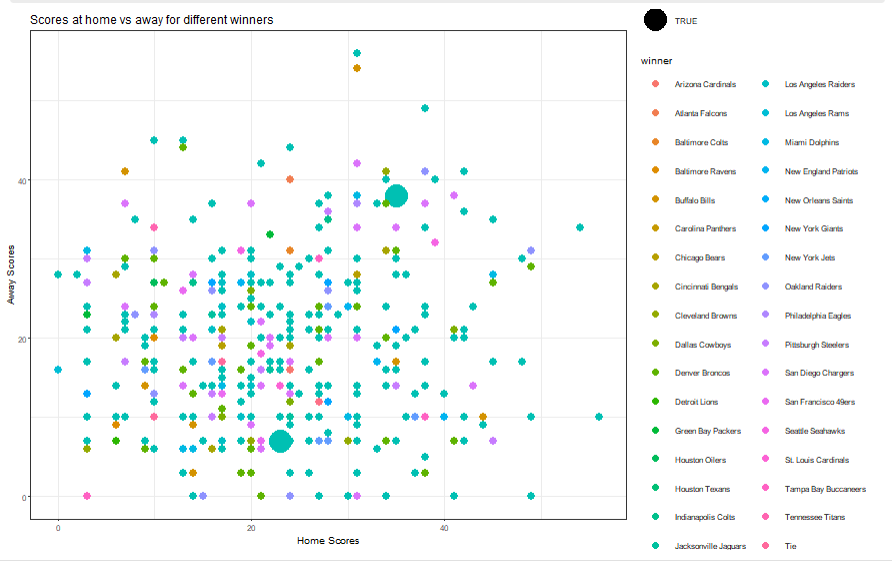 Scores at home vs away for different winners
TRUE
winner
Arizona Cardinals
Atlanta Falcons
Baltimore Colts
Baltimore Ravens
Buffalo Bills
Carolina Panthers
Chicago Bears
Cincinnati Bengals
Cleveland Browns
Dallas Cowboys
Denver Broncos
Detroit Lions
Green Bay Packers
Houston Oilers
Houston Texans
Indianapolis Colts
Jacksonville Jaguars
Los Angeles Raiders
Los Angeles Rams
Miami Dolphins
New England Patriots
New Orleans Saints
New York Giants
New York Jets
Oakland Raiders
Philadelphia Eagles
Pittsburgh Steelers
San Diego Chargers
San Francisco 49ers
Seattle Seahawks
St. Louis Cardinals
Tampa Bay Buccaneers
Tennessee Titans
Tie
Away Scores
40
20
0
0
20
40
Home Scores